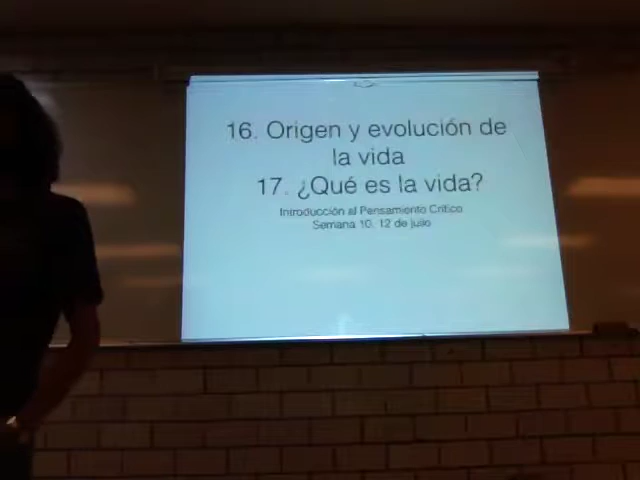 16. Origen y evolución de
la vida
17. ¿Qué es la vida?
Introducción al Pensamiento Crítico
Semana 10, 12 de julio